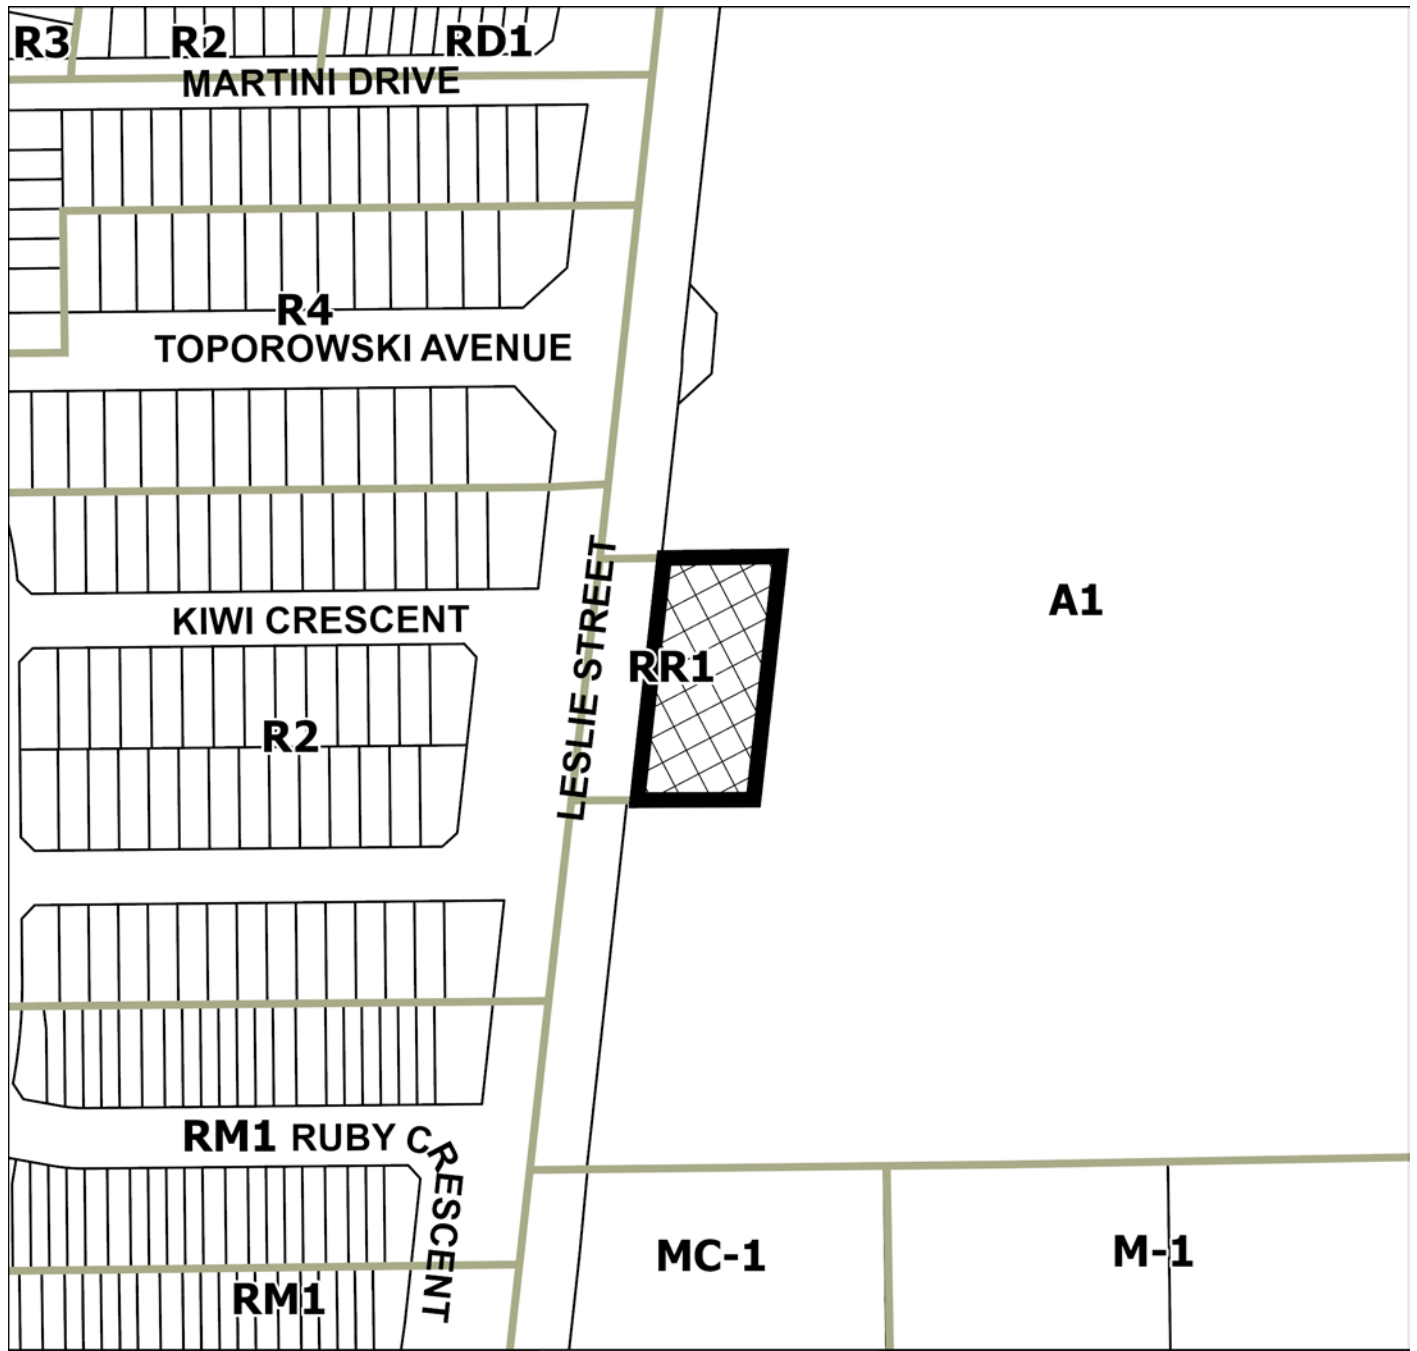 R3 R2 RD1
MARTINI DRIVE
R4
TOPOROWSKI AVENUE
A1
KIWI CRESCENT
LESLIE STREET
RR1
R2
RM1 RUBY CRESCENT
MC-1 M-1
RM1